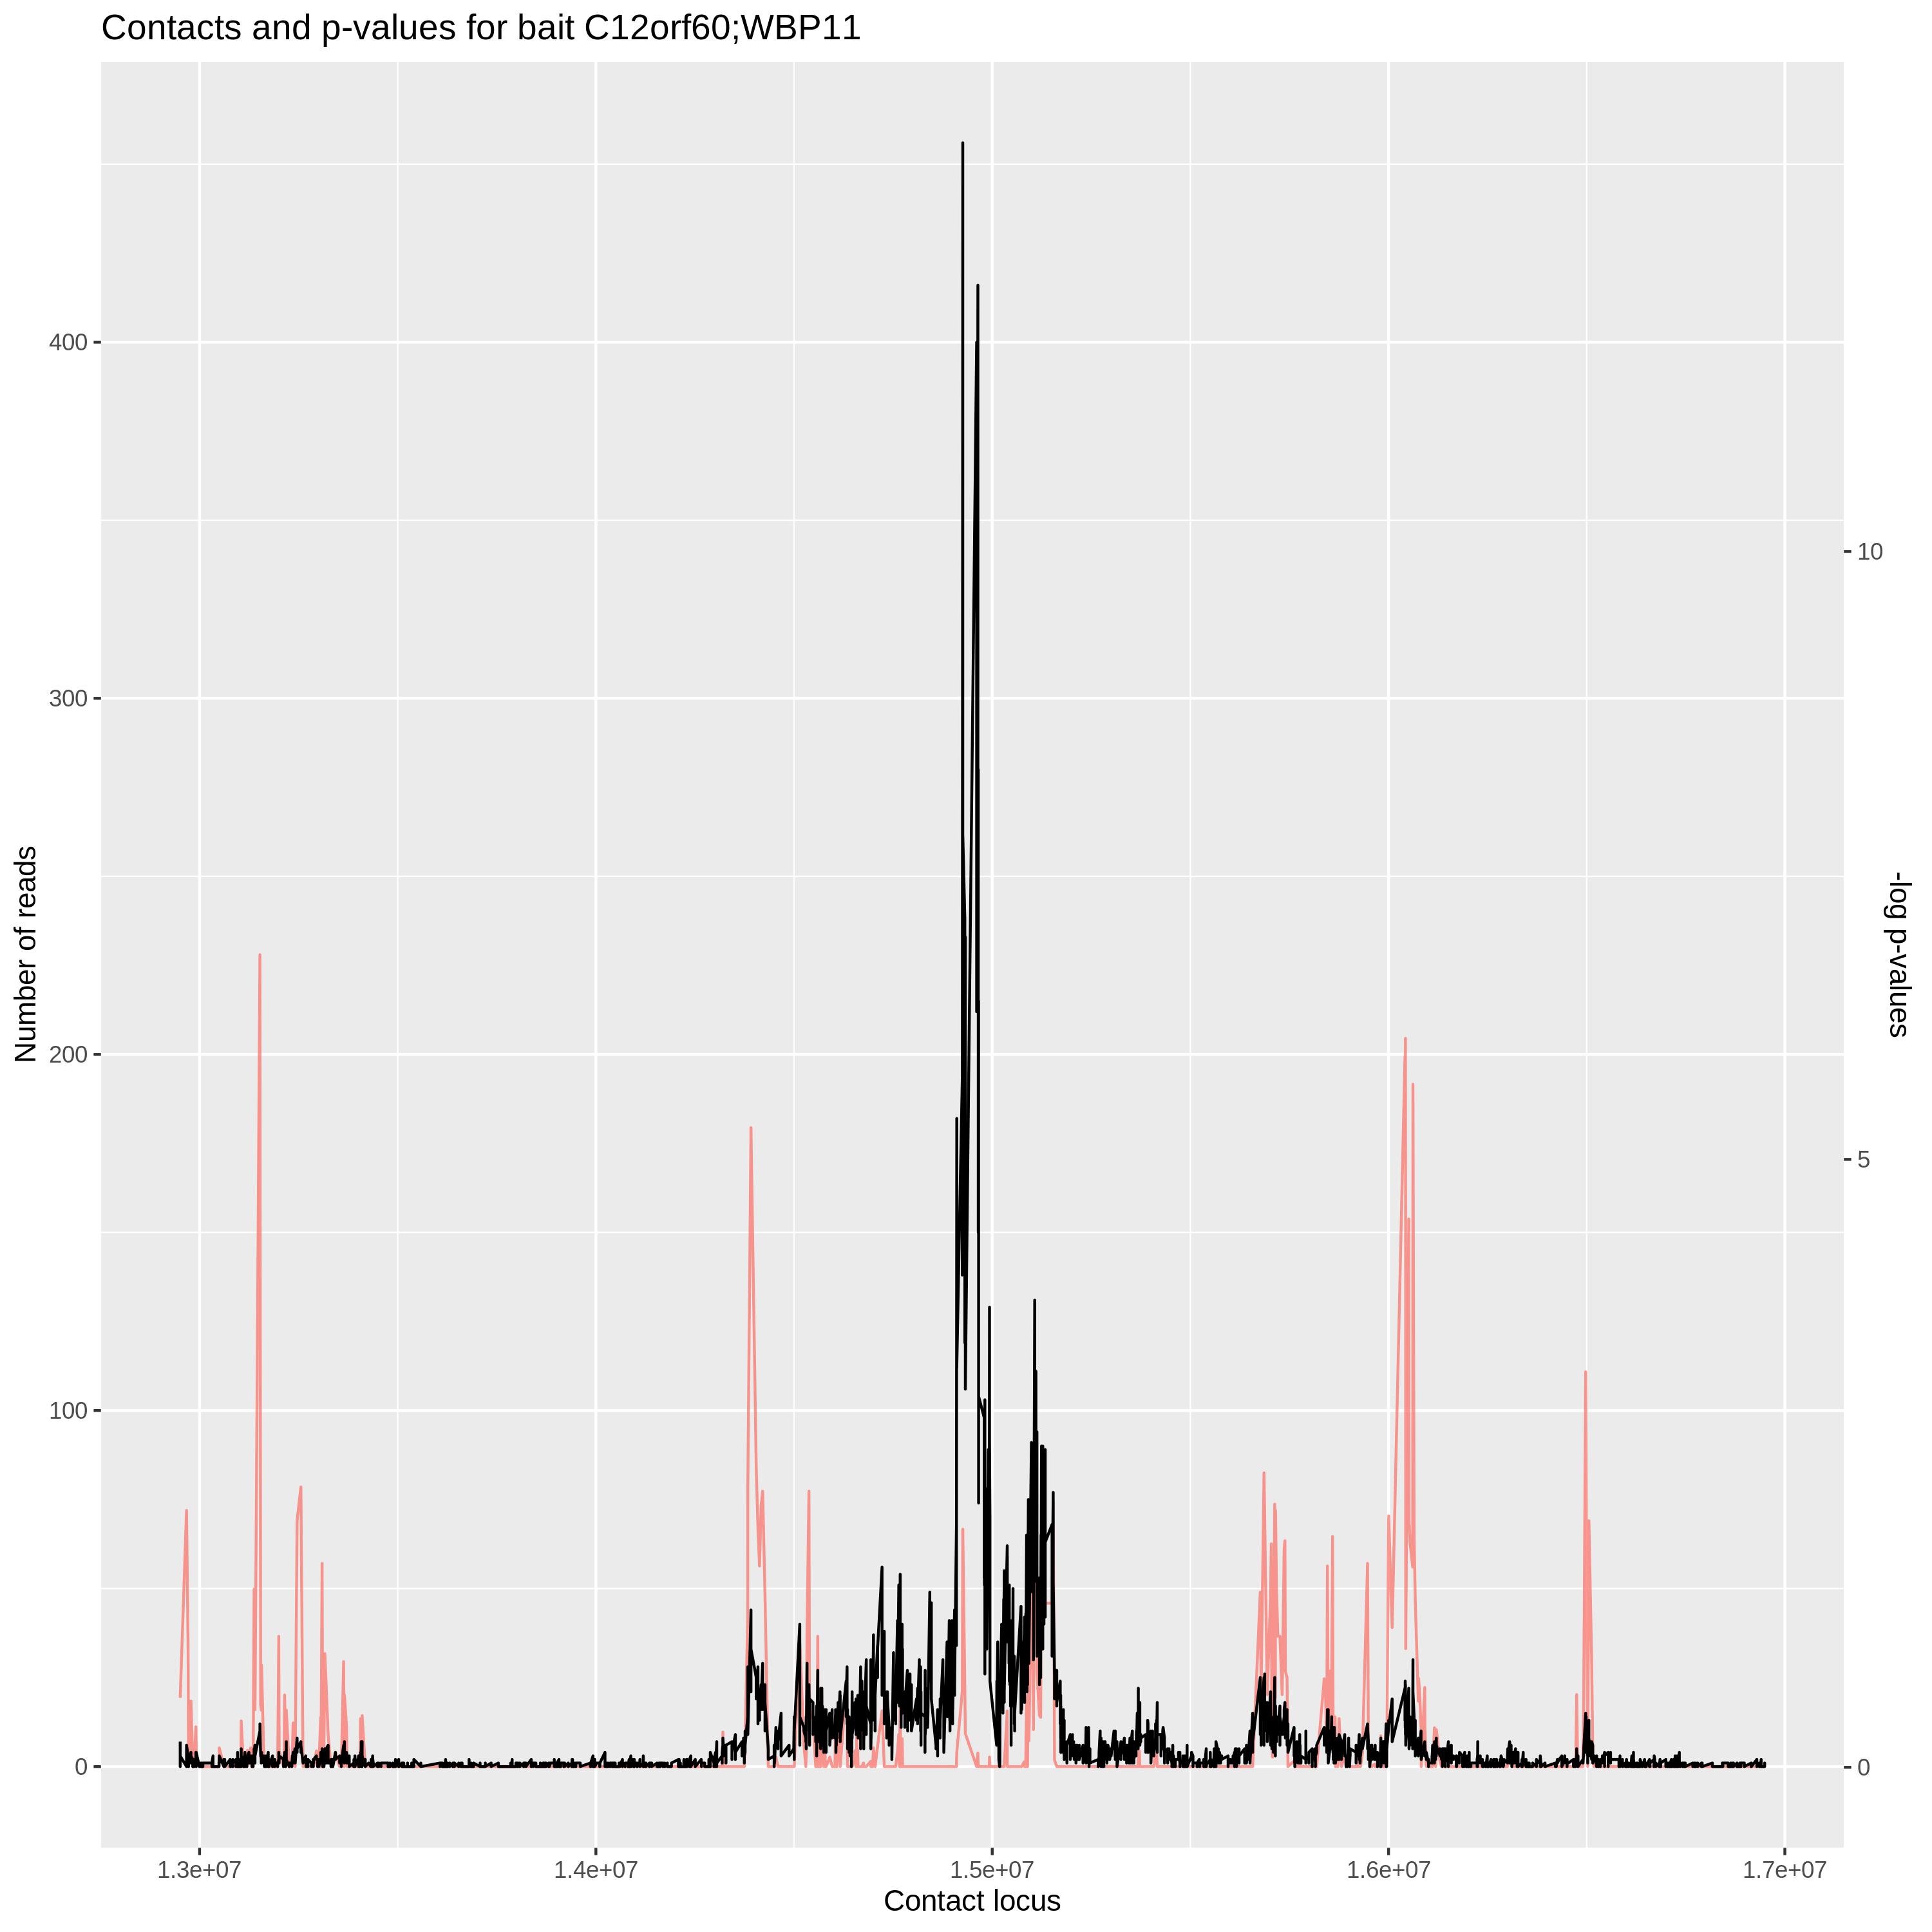 Contacts and p-values for bait C12orf60;WBP11
400
300
200
100
0
Number of reads
10
5
0
-log p-values
1.3e+07
1.4e+07
1.5e+07
1.6e+07
1.7e+07
Contact locus